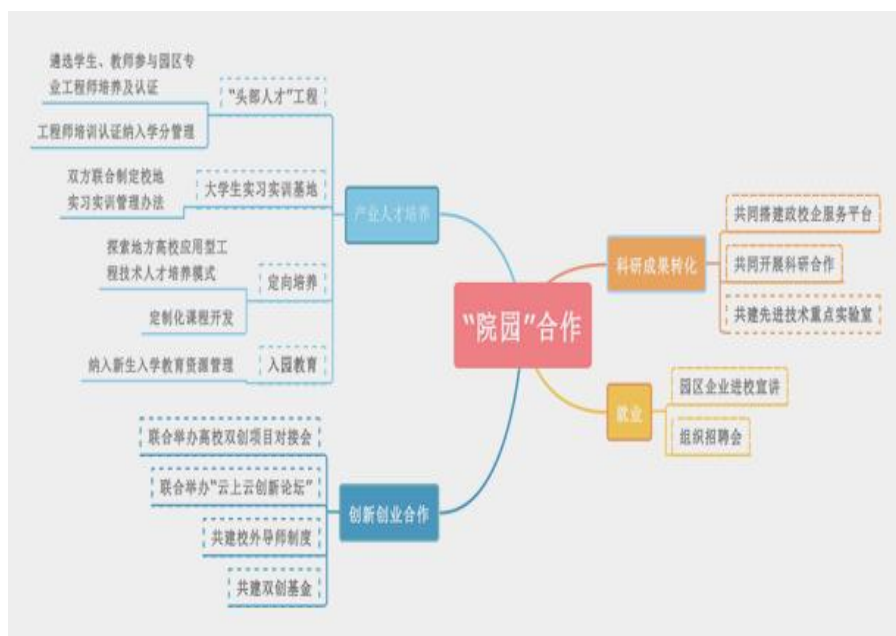 遴选学生、教师参与园区专
业工程师培养及认证
"头部人才"工程
工程师培训认证纳入学分管理
双方联合制定校地
实习实训管理办法
大学生实习实训基地
产业人才培养
探索地方高校应用型工
程技术人才培养模式
定向培养
定制化课程开发
纳入新生入学教育资源管理
入园教育
联合举办高校双创项目对接会
联合举办"云上云创新论坛"
创新创业合作
共建校外导师制度
共建双创基金
"院园"合作
科研成果转化
共同搭建政校企服务平台
共同开展科研合作
共建先进技术重点实验室
就业
园区企业进校宣讲
组织招聘会